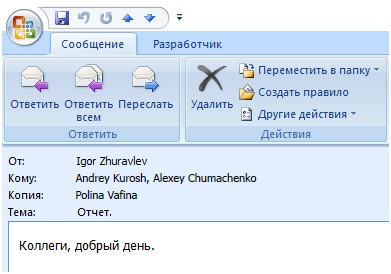 Сообщение Разработчик
Ответить Ответить всем Переслать Удалить Переместить в папку
Создать правило
Другие действия
Ответить Действия
От: Igor Zhuravlev
Кому: Andrey Kurosh, Alexey Chumachenko
Копия: Polina Vafina
Тема: Отчет.
Коллеги, добрый день.